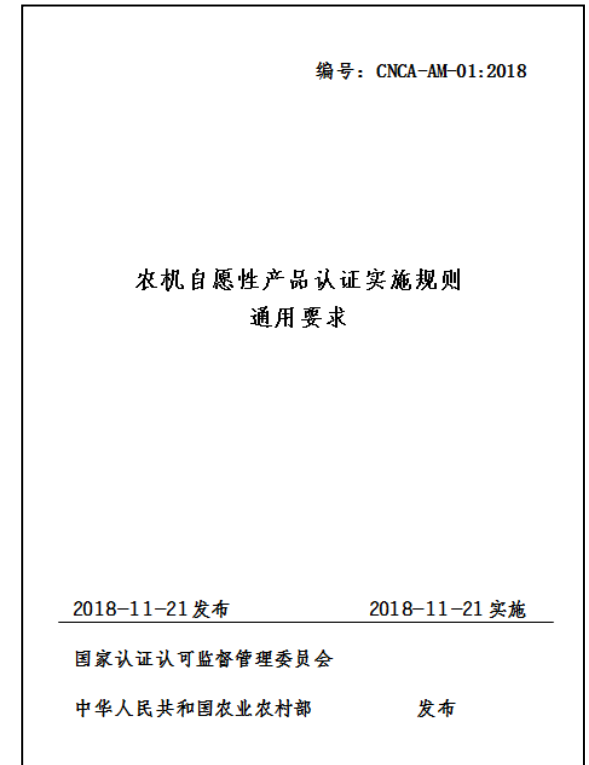 编号：CNCA-AM-01:2018
农机自愿性产品认证实施规则
通用要求
2018-11-21发布 2018-11-21实施
国家认证认可监督管理委员会
中华人民共和国农业农村部 发布